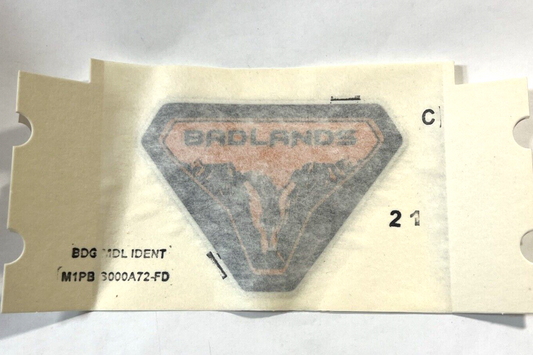 BADLANDS
C
2 1
BDG MDL IDENT
M1PB 3000A72-FD